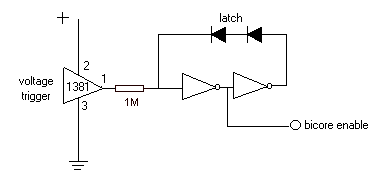 latch
+
2
voltage
trigger
1381
1
3
1M
bicore enable